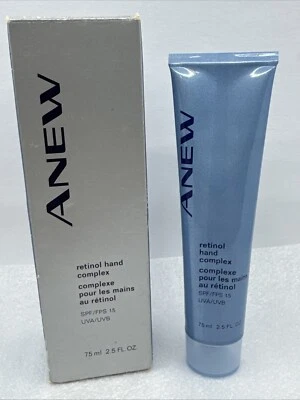 ANEW
retinol hand
complex
complexe
pour les mains
au rétinol
SPF/FPS 15
UVA/UVB
75 ml 2.5 FL.OZ.
ANEW
retinol
hand
complex
complexe
pour les mains
au rétinol
SPF/FPS 15
UVA/UVB
75 ml 2.5 FL.OZ.